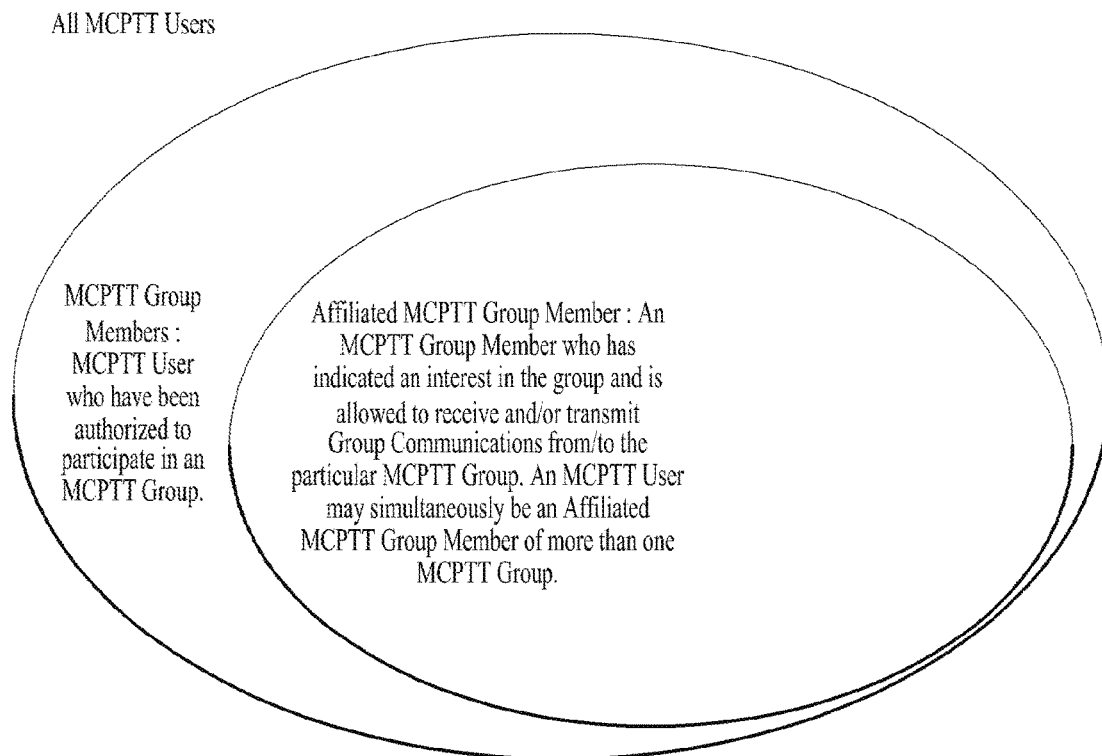 All MCPTT Users
MCPTT Group
Members :
MCPTT User
who have been
authorized to
participate in an
MCPTT Group.
Affiliated MCPTT Group Member : An
MCPTT Group Member who has
indicated an interest in the group and is
allowed to receive and/or transmit
Group Communications from/to the
particular MCPTT Group. An MCPTT User
may simultaneously be an Affiliated
MCPTT Group Member of more than one
MCPTT Group.